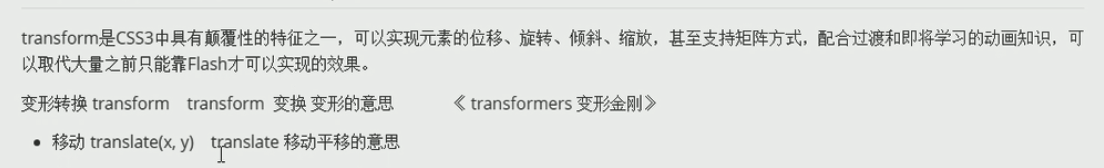 transform是CSS3中具有颠覆性的特征之一，可以实现元素的位移、旋转、倾斜、缩放，甚至支持矩阵方式，配合过渡和即将学习的动画知识，可
以取代大量之前只能靠Flash才可以实现的效果。
变形转换 transform transform 变换 变形的意思 《 transformers 变形金刚》
• 移动 translate(x, y) translate 移动平移的意思